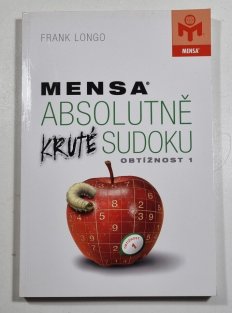 FRANK LONGO
MENSA
MENSA®
ABSOLUTNĚ
KRUTÉ SUDOKU
OBTÍŽNOST 1